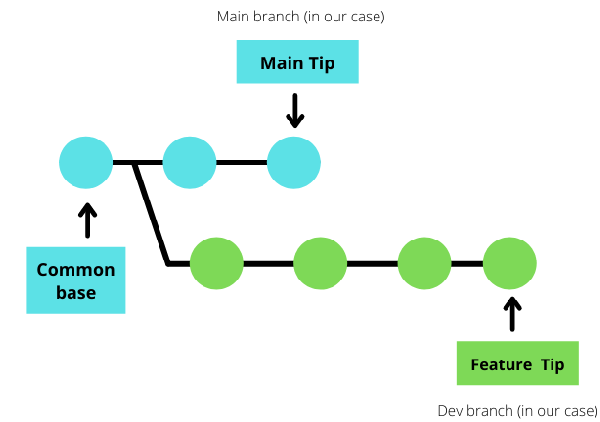 Main branch (in our case)
Main Tip
Common
base
Feature Tip
Dev branch (in our case)